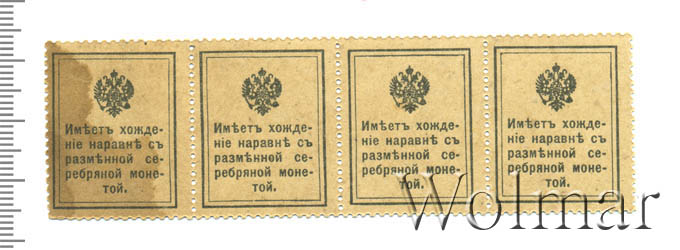 Имѣетъ хожде-
ніе наравнѣ съ
размѣнной се-
ребряной моне-
той.
Имѣетъ хожде-
ніе наравнѣ съ
размѣнной се-
ребряной моне-
той.
Имѣетъ хожде-
ніе наравнѣ съ
размѣнной се-
ребряной моне-
той.
Имѣетъ хожде-
ніе наравнѣ съ
размѣнной се-
ребряной моне-
той.
Wolmar